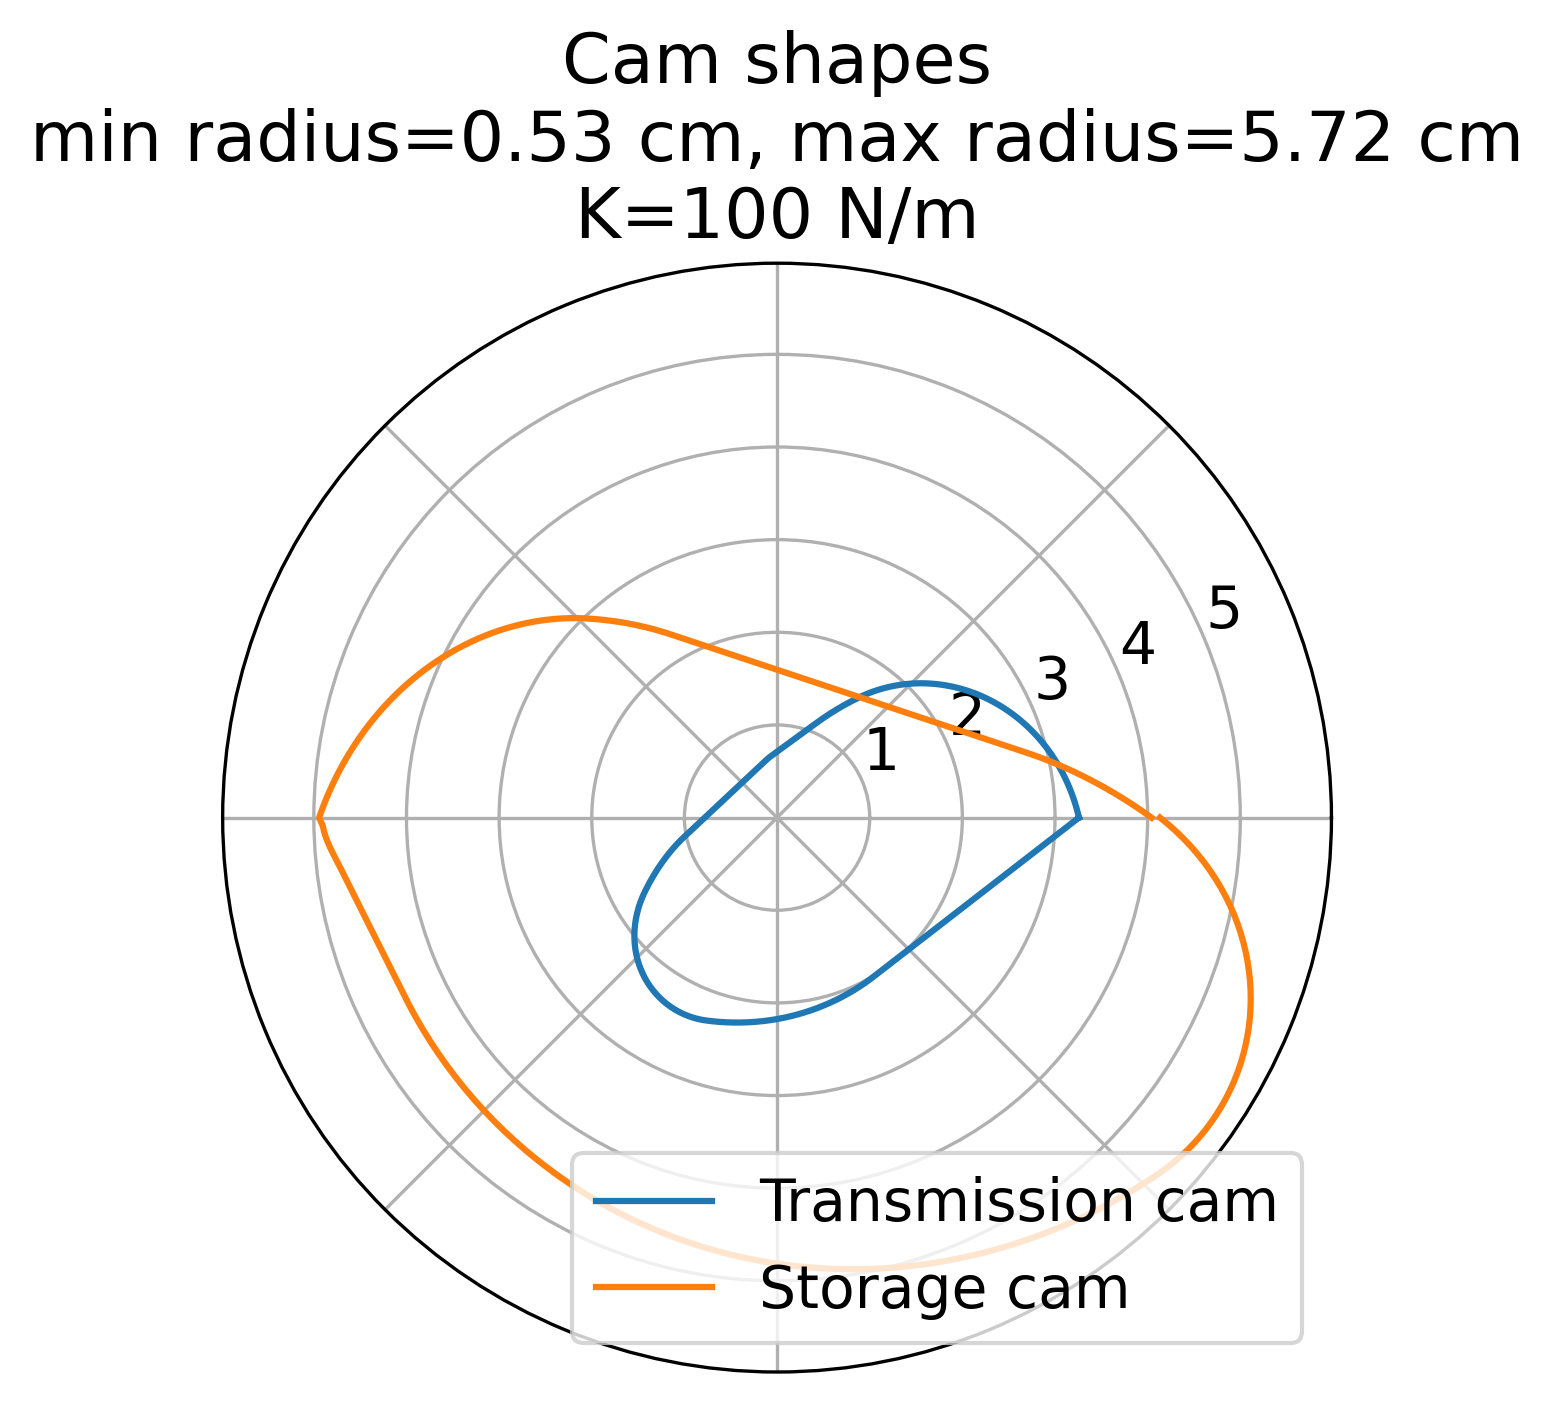 Cam shapes
min radius=0.53 cm, max radius=5.72 cm
K=100 N/m
5
4
3
2
1
Transmission cam
Storage cam